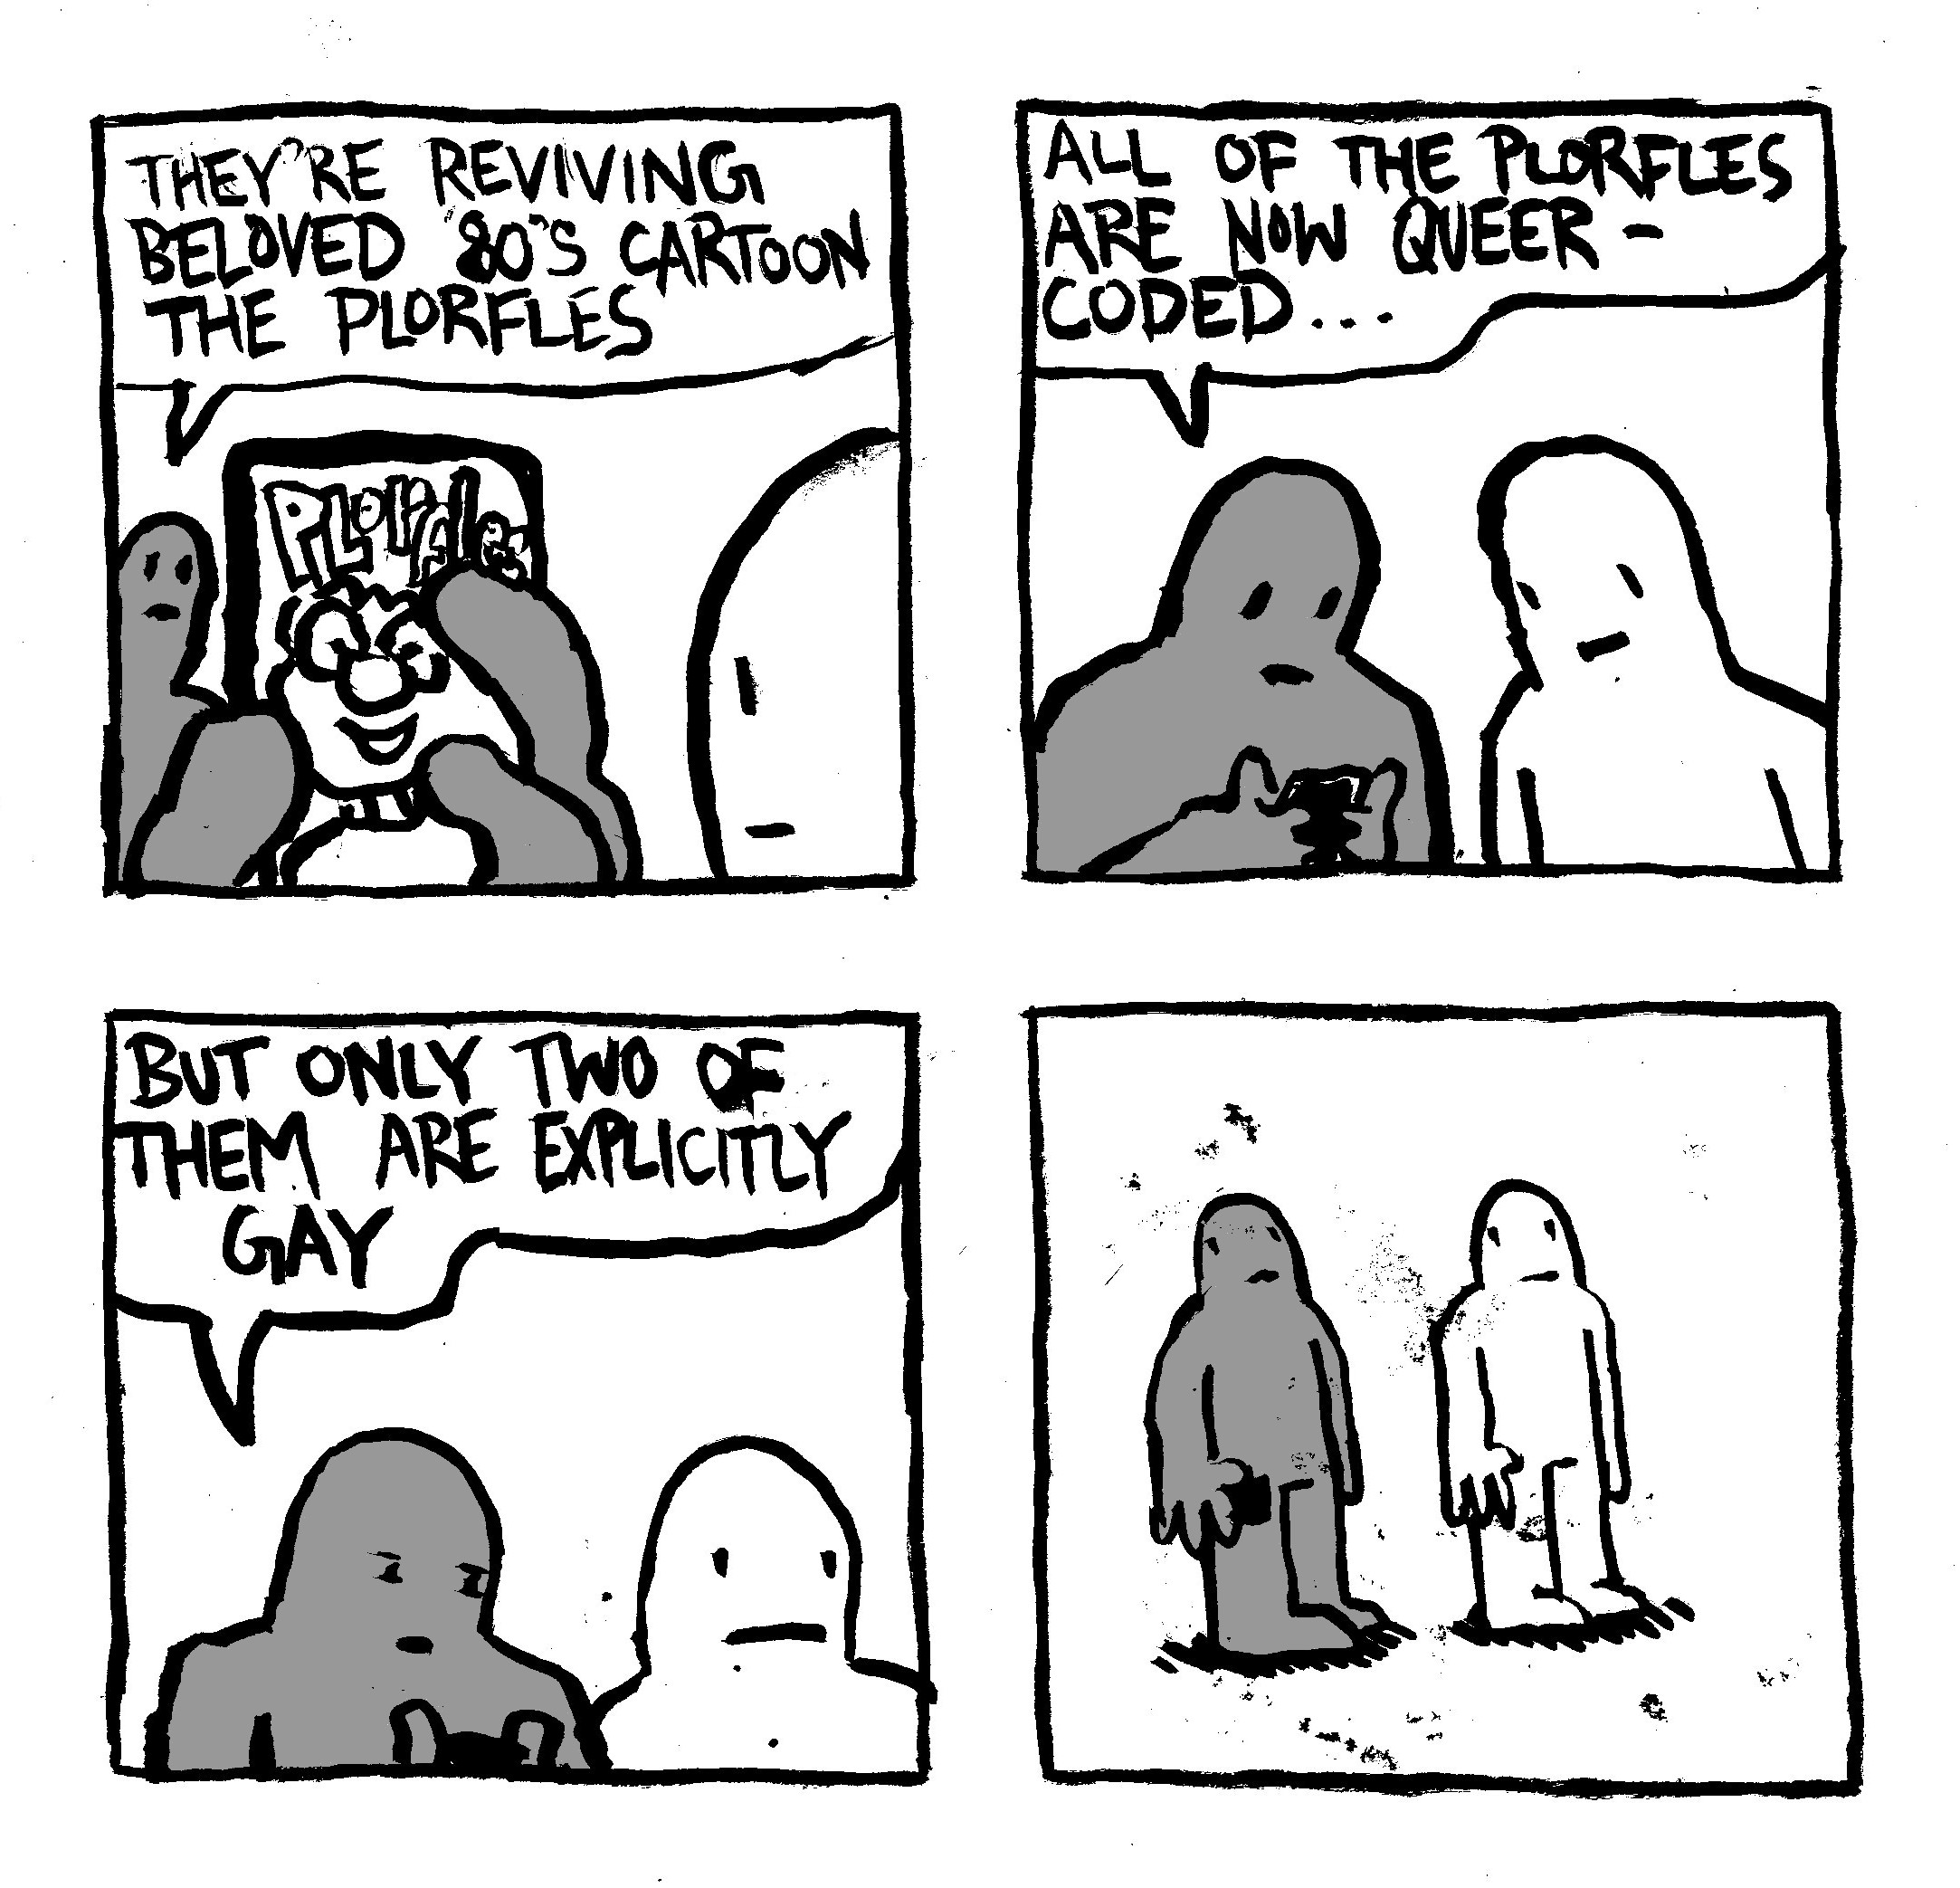 THEY'RE REVIVING
BELOVED '80'S CARTOON
THE PLORFLES
PLORFLES
ALL OF THE PLORFLES
ARE NOW QUEER-
CODED...
BUT ONLY TWO OF
THEM ARE EXPLICITLY
GAY